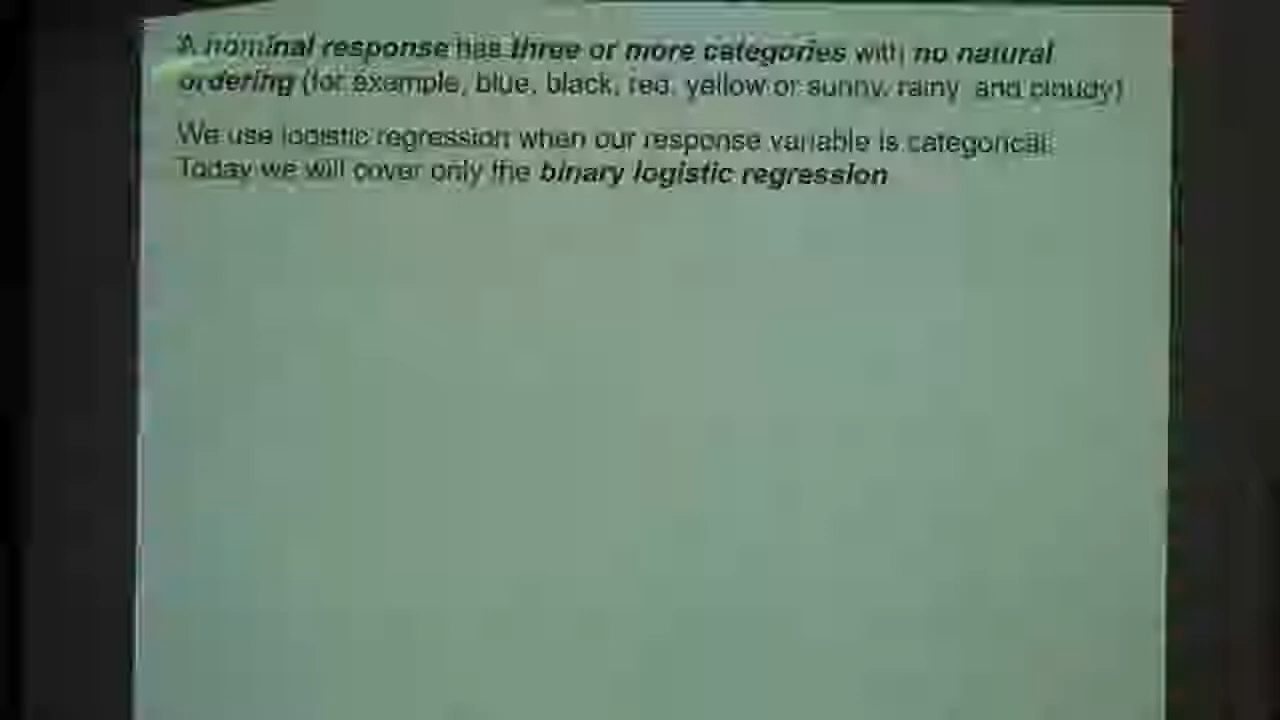 A nominal response has three or more categories with no natural
ordering (for example, blue, black, red, yellow or sunny, rainy and cloudy)
We use logistic regression when our response variable is categorical.
Today we will cover only the binary logistic regression